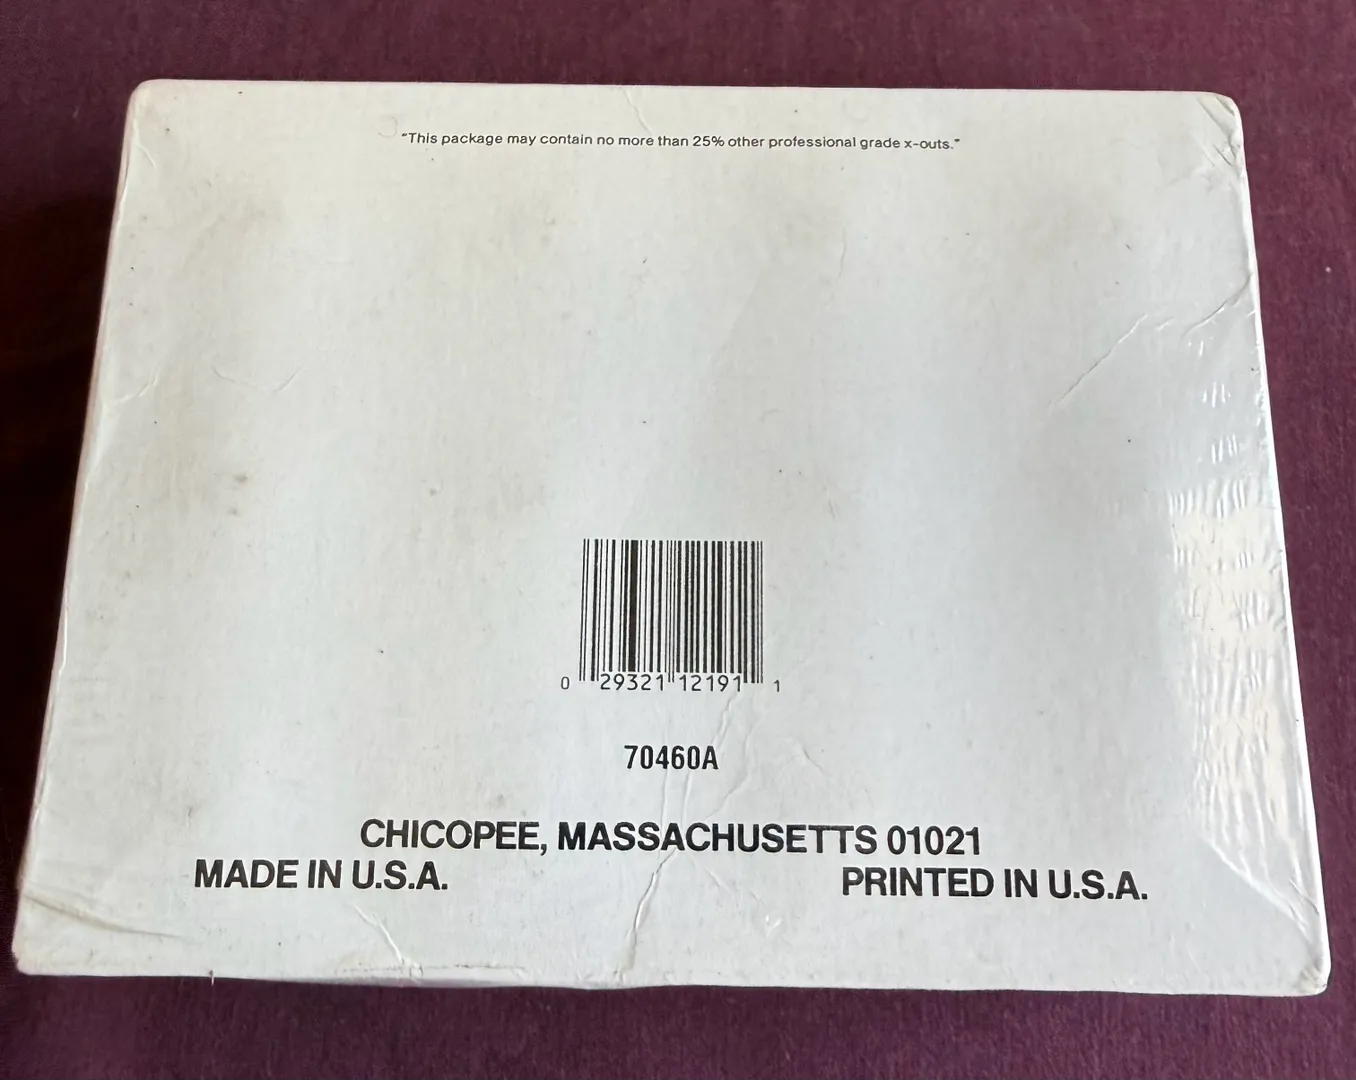 "This package may contain no more than 25% other professional grade x-outs."
0 29321 12191 1
70460A
CHICOPEE, MASSACHUSETTS 01021
MADE IN U.S.A. PRINTED IN U.S.A.